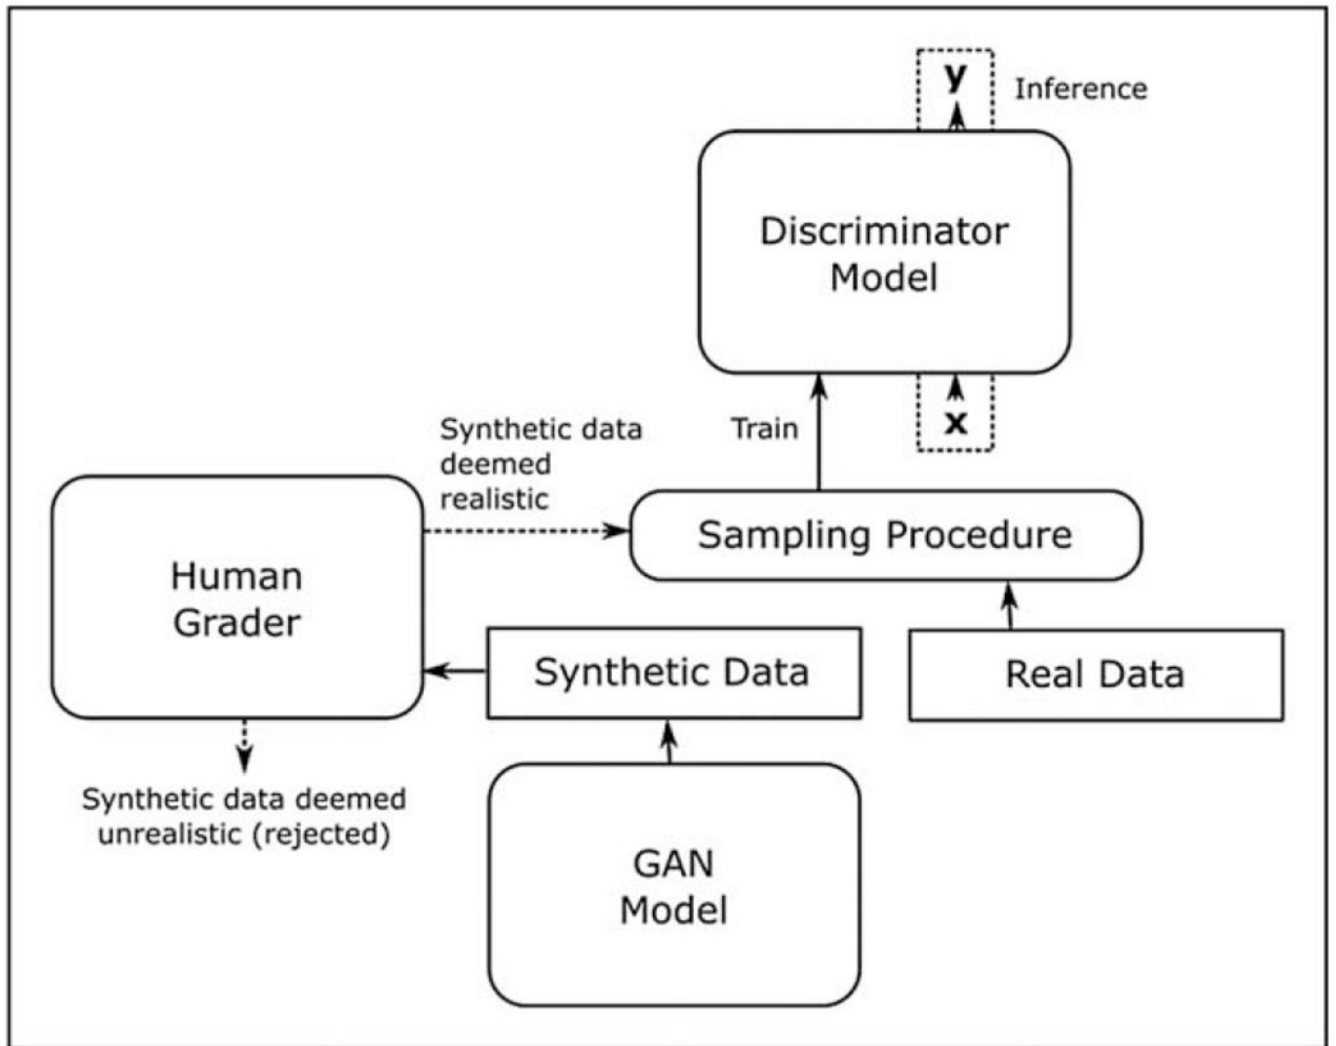 y
Inference
Discriminator
Model
Synthetic data
deemed
realistic
Train
x
Sampling Procedure
Human
Grader
Synthetic Data
Real Data
Synthetic data deemed
unrealistic (rejected)
GAN
Model